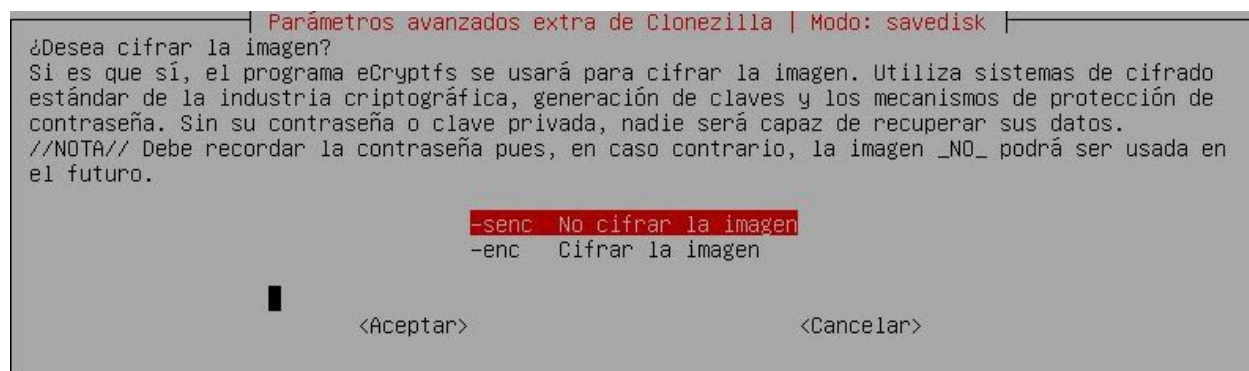 Parámetros avanzados extra de Clonezilla | Modo: savedisk
¿Desea cifrar la imagen?
Si es que sí, el programa eCryptfs se usará para cifrar la imagen. Utiliza sistemas de cifrado
estándar de la industria criptográfica, generación de claves y los mecanismos de protección de
contraseña. Sin su contraseña o clave privada, nadie será capaz de recuperar sus datos.
//NOTA// Debe recordar la contraseña pues, en caso contrario, la imagen _NO_ podrá ser usada en
el futuro.
-senc No cifrar la imagen
-enc Cifrar la imagen
<Aceptar> <Cancelar>